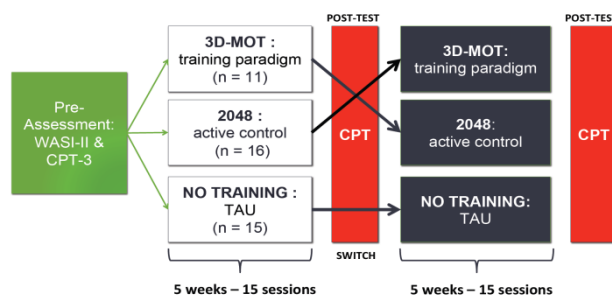 Pre-
Assessment:
WASI-II &
CPT-3
3D-MOT :
training paradigm
(n = 11)
2048 :
active control
(n = 16)
NO TRAINING :
TAU
(n = 15)
5 weeks – 15 sessions
POST-TEST
CPT
SWITCH
3D-MOT :
training paradigm
2048:
active control
NO TRAINING:
TAU
5 weeks – 15 sessions
POST-TEST
CPT